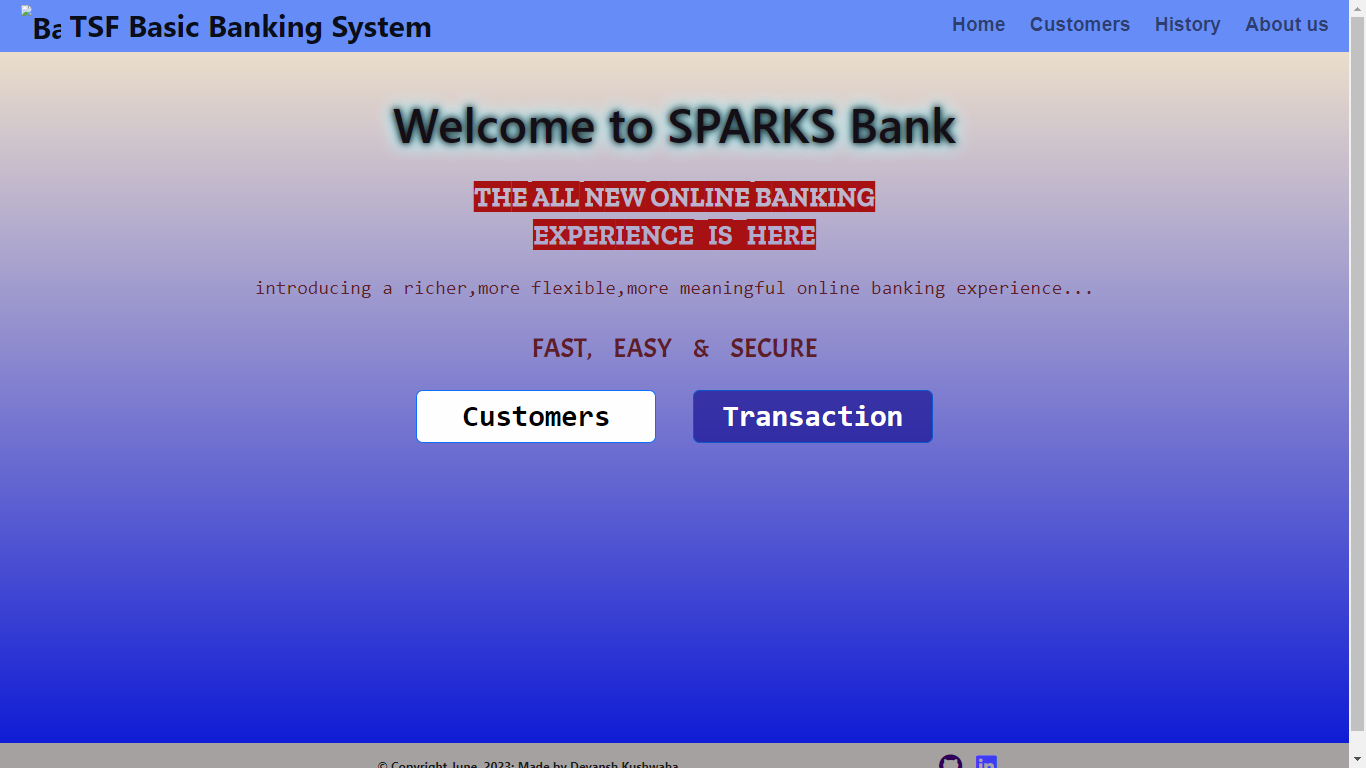 Ba TSF Basic Banking System
Home Customers History About us
Welcome to SPARKS Bank
THE ALL NEW ONLINE BANKING
EXPERIENCE IS HERE
introducing a richer,more flexible,more meaningful online banking experience...
FAST, EASY & SECURE
Customers Transaction
© Copyright June, 2023: Made by Devansh Kushwaha
in